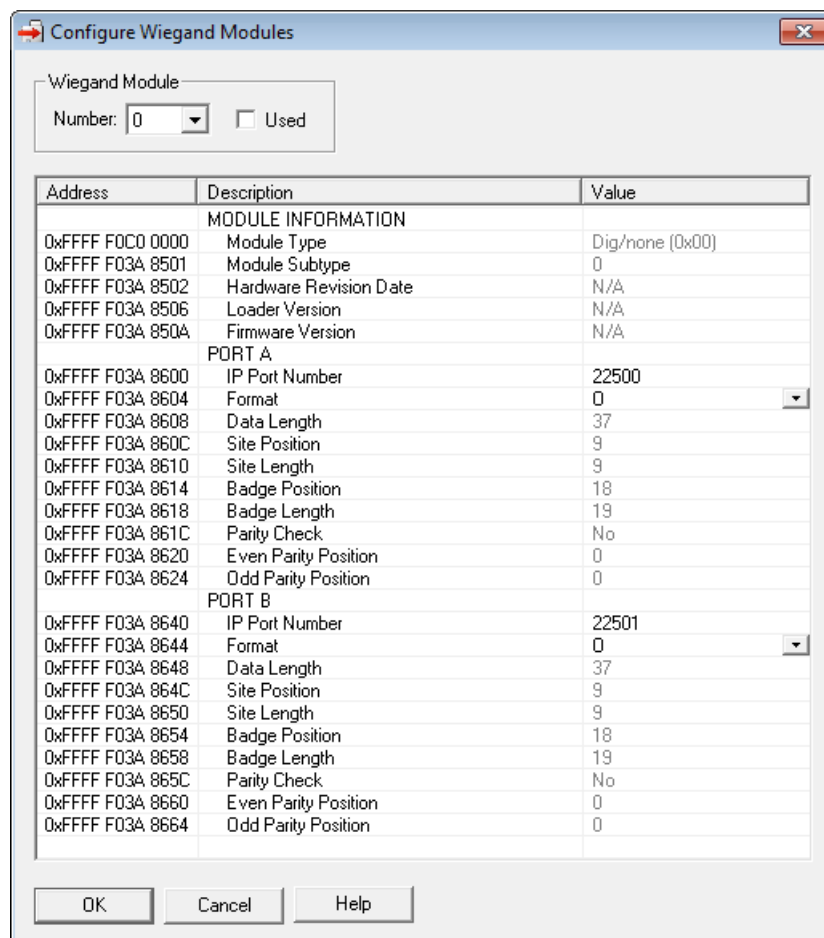 Configure Wiegand Modules
Wiegand Module
Number: 0 Used
Address Description Value
MODULE INFORMATION
0xFFFF F0C0 0000 Module Type Dig/none (0x00)
0xFFFF F03A 8501 Module Subtype 0
0xFFFF F03A 8502 Hardware Revision Date N/A
0xFFFF F03A 8506 Loader Version N/A
0xFFFF F03A 850A Firmware Version N/A
PORT A
0xFFFF F03A 8600 IP Port Number 22500
0xFFFF F03A 8604 Format O
0xFFFF F03A 8608 Data Length 37
0xFFFF F03A 860C Site Position 9
0xFFFF F03A 8610 Site Length 9
0xFFFF F03A 8614 Badge Position 18
0xFFFF F03A 8618 Badge Length 19
0xFFFF F03A 861C Parity Check No
0xFFFF F03A 8620 Even Parity Position 0
0xFFFF F03A 8624 Odd Parity Position 0
PORT B
0xFFFF F03A 8640 IP Port Number 22501
0xFFFF F03A 8644 Format O
0xFFFF F03A 8648 Data Length 37
0xFFFF F03A 864C Site Position 9
0xFFFF F03A 8650 Site Length 9
0xFFFF F03A 8654 Badge Position 18
0xFFFF F03A 8658 Badge Length 19
0xFFFF F03A 865C Parity Check No
0xFFFF F03A 8660 Even Parity Position 0
0xFFFF F03A 8664 Odd Parity Position 0
OK Cancel Help